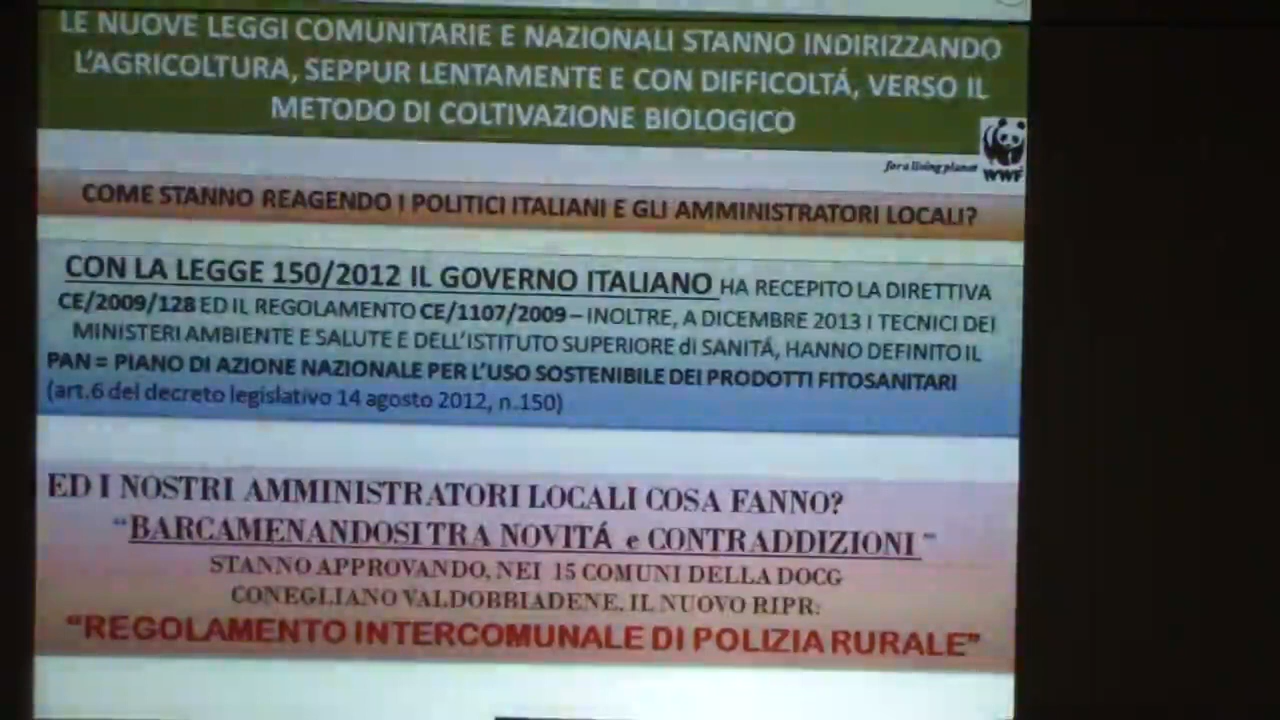 LE NUOVE LEGGI COMUNITARIE E NAZIONALI STANNO INDIRIZZANDO
L'AGRICOLTURA, SEPPUR LENTAMENTE E CON DIFFICOLTÁ, VERSO IL
METODO DI COLTIVAZIONE BIOLOGICO
for a living planet
WWF
COME STANNO REAGENDO I POLITICI ITALIANI E GLI AMMINISTRATORI LOCALI?
CON LA LEGGE 150/2012 IL GOVERNO ITALIANO HA RECEPITO LA DIRETTIVA
CE/2009/128 ED IL REGOLAMENTO CE/1107/2009 – INOLTRE, A DICEMBRE 2013 I TECNICI DEI
MINISTERI AMBIENTE E SALUTE E DELL'ISTITUTO SUPERIORE di SANITÁ, HANNO DEFINITO IL
PAN = PIANO DI AZIONE NAZIONALE PER L'USO SOSTENIBILE DEI PRODOTTI FITOSANITARI
(art.6 del decreto legislativo 14 agosto 2012, n.150)
ED I NOSTRI AMMINISTRATORI LOCALI COSA FANNO?
"BARCAMENANDOSI TRA NOVITÁ e CONTRADDIZIONI "
STANNO APPROVANDO, NEI 15 COMUNI DELLA DOCG
CONEGLIANO VALDOBBIADENE, IL NUOVO RIPR:
"REGOLAMENTO INTERCOMUNALE DI POLIZIA RURALE"